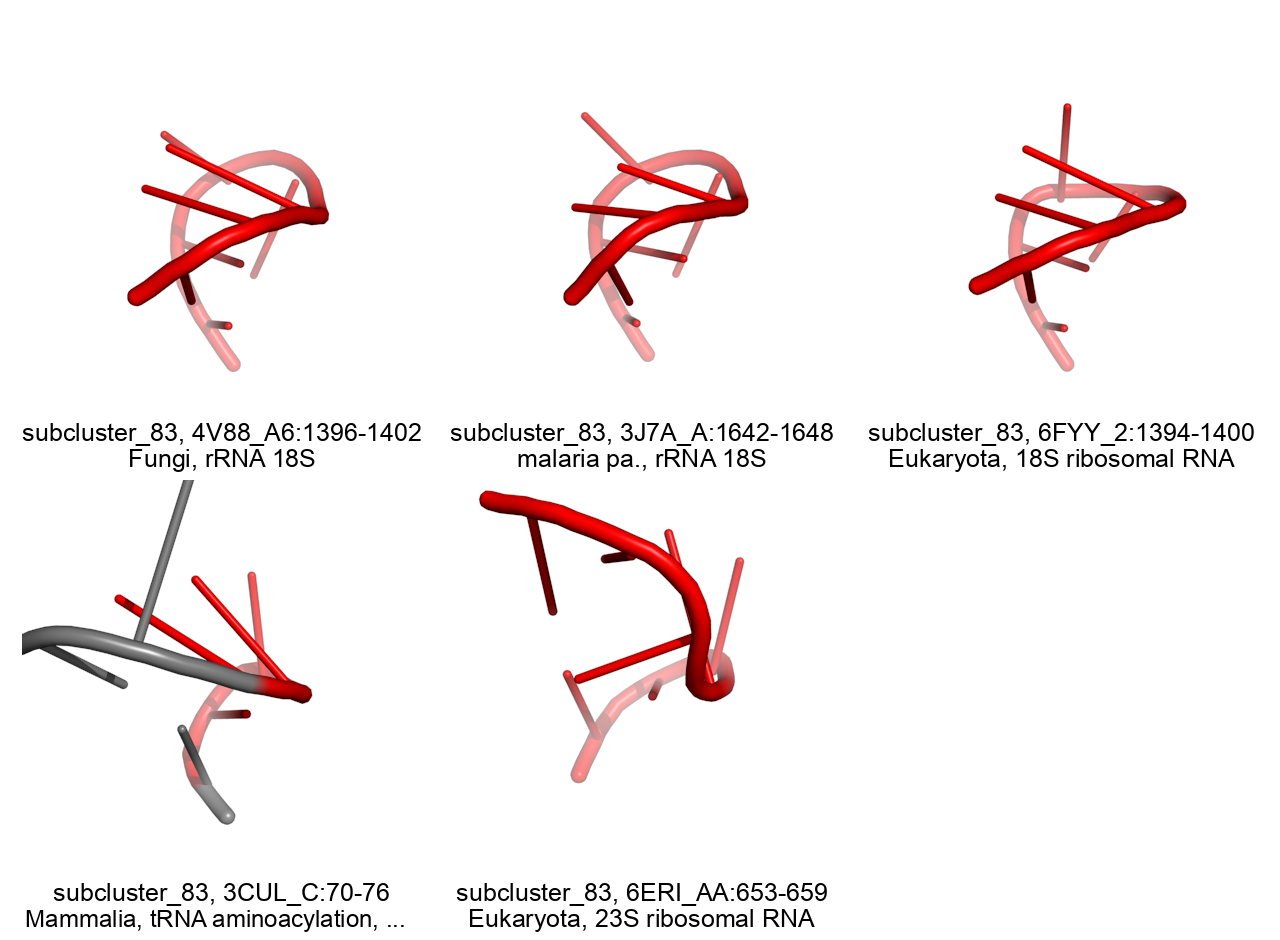 subcluster_83, 4V88_A6:1396-1402
Fungi, rRNA 18S
subcluster_83, 3J7A_A:1642-1648
malaria pa., rRNA 18S
subcluster_83, 6FYY_2:1394-1400
Eukaryota, 18S ribosomal RNA
subcluster_83, 3CUL_C:70-76
Mammalia, tRNA aminoacylation, ...
subcluster_83, 6ERI_AA:653-659
Eukaryota, 23S ribosomal RNA